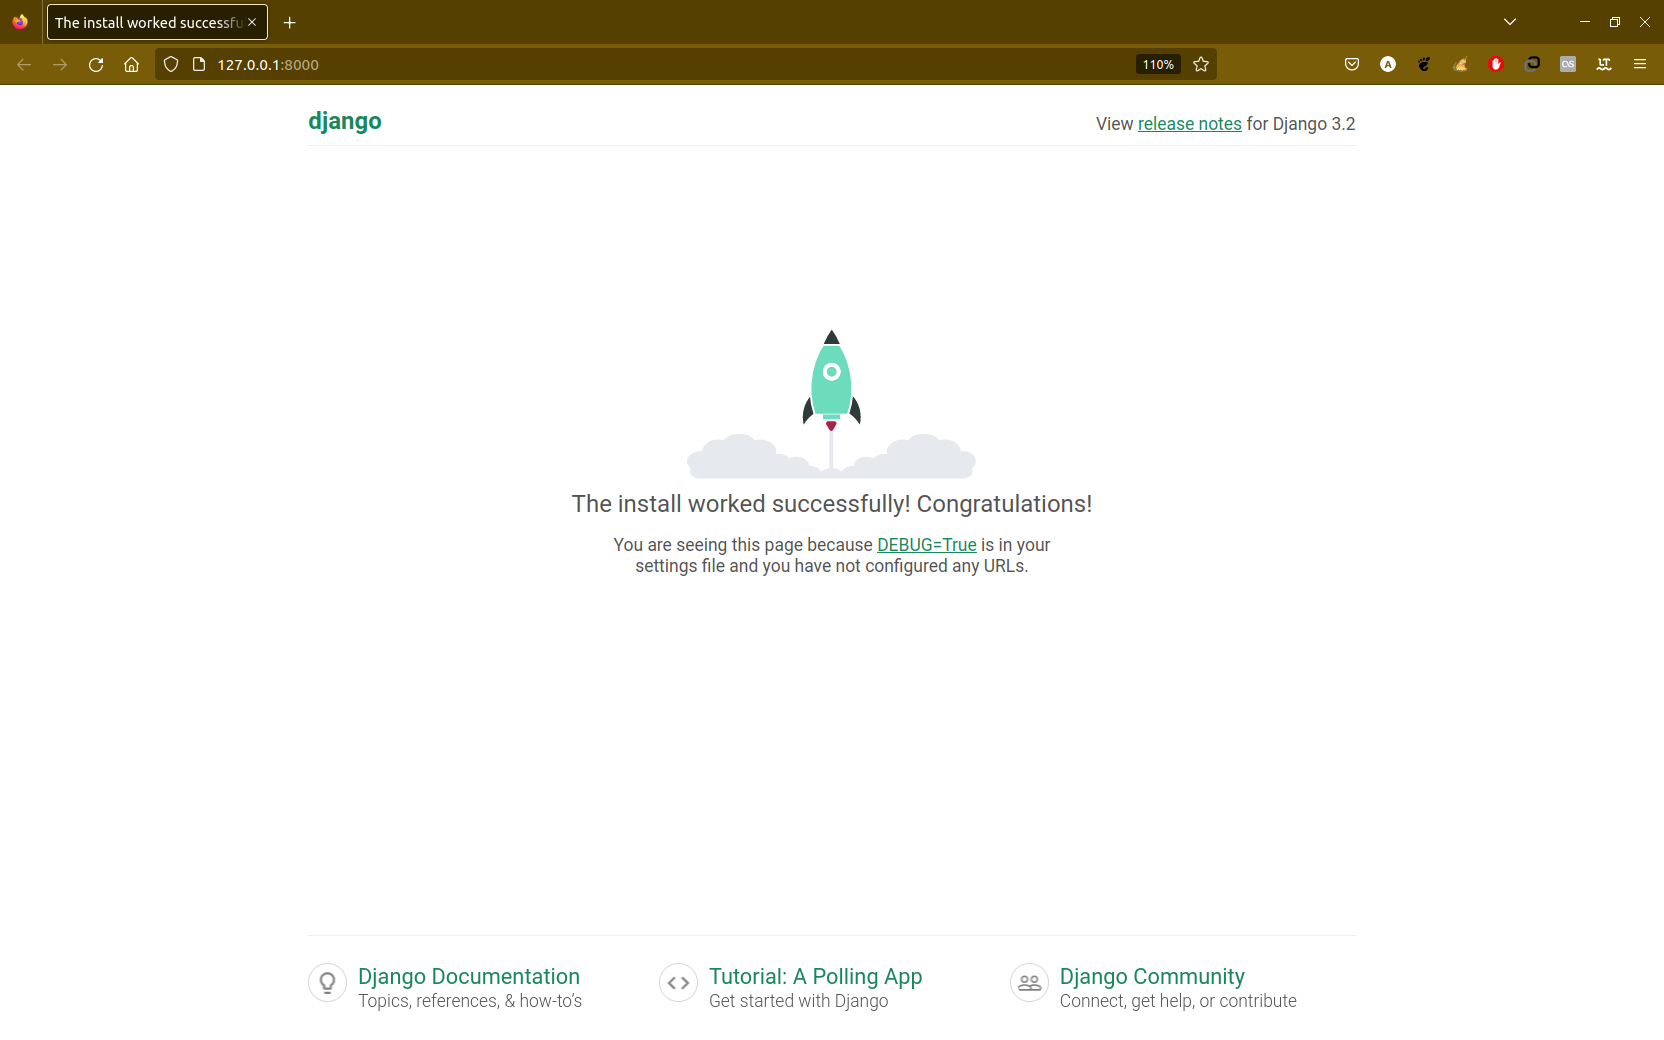 The install worked successfu
127.0.0.1:8000
110%
django
View release notes for Django 3.2
The install worked successfully! Congratulations!
You are seeing this page because DEBUG=True is in your
settings file and you have not configured any URLs.
Django Documentation
Topics, references, & how-to’s
Tutorial: A Polling App
Get started with Django
Django Community
Connect, get help, or contribute